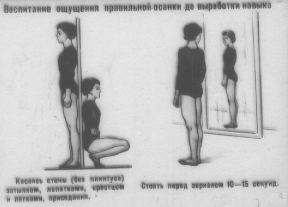 Воспитание ощущения правильной осанки до выработки навыка
Касаясь стены (без плинтуса)
затылком, лопатками, крестцом
и пятками, приседания.
Стоять перед зеркалом 10—15 секунд.